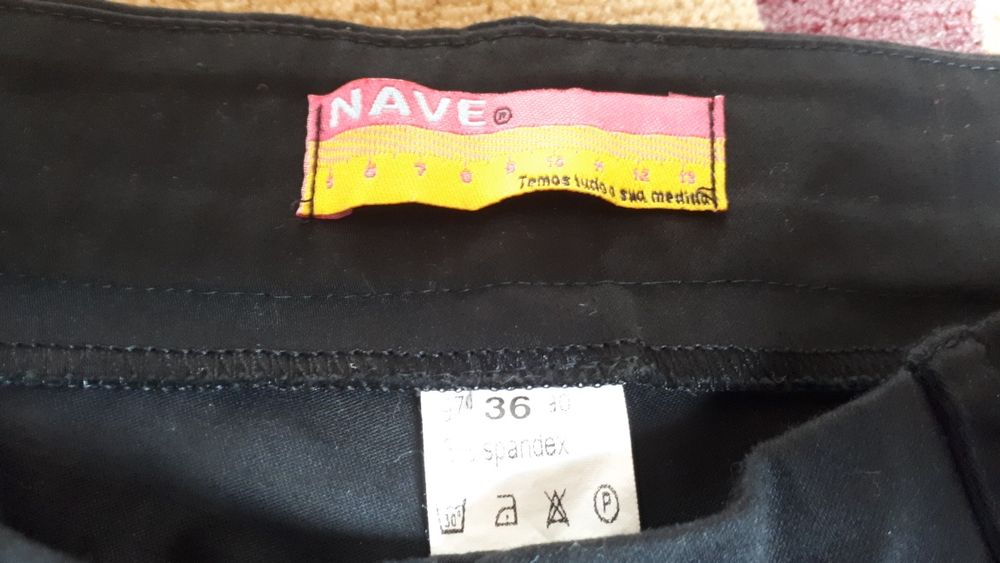 NAVE®
5 6 7 8 9 10 11 12 13
Temos tudo a sua medida
36
spandex
30°
P